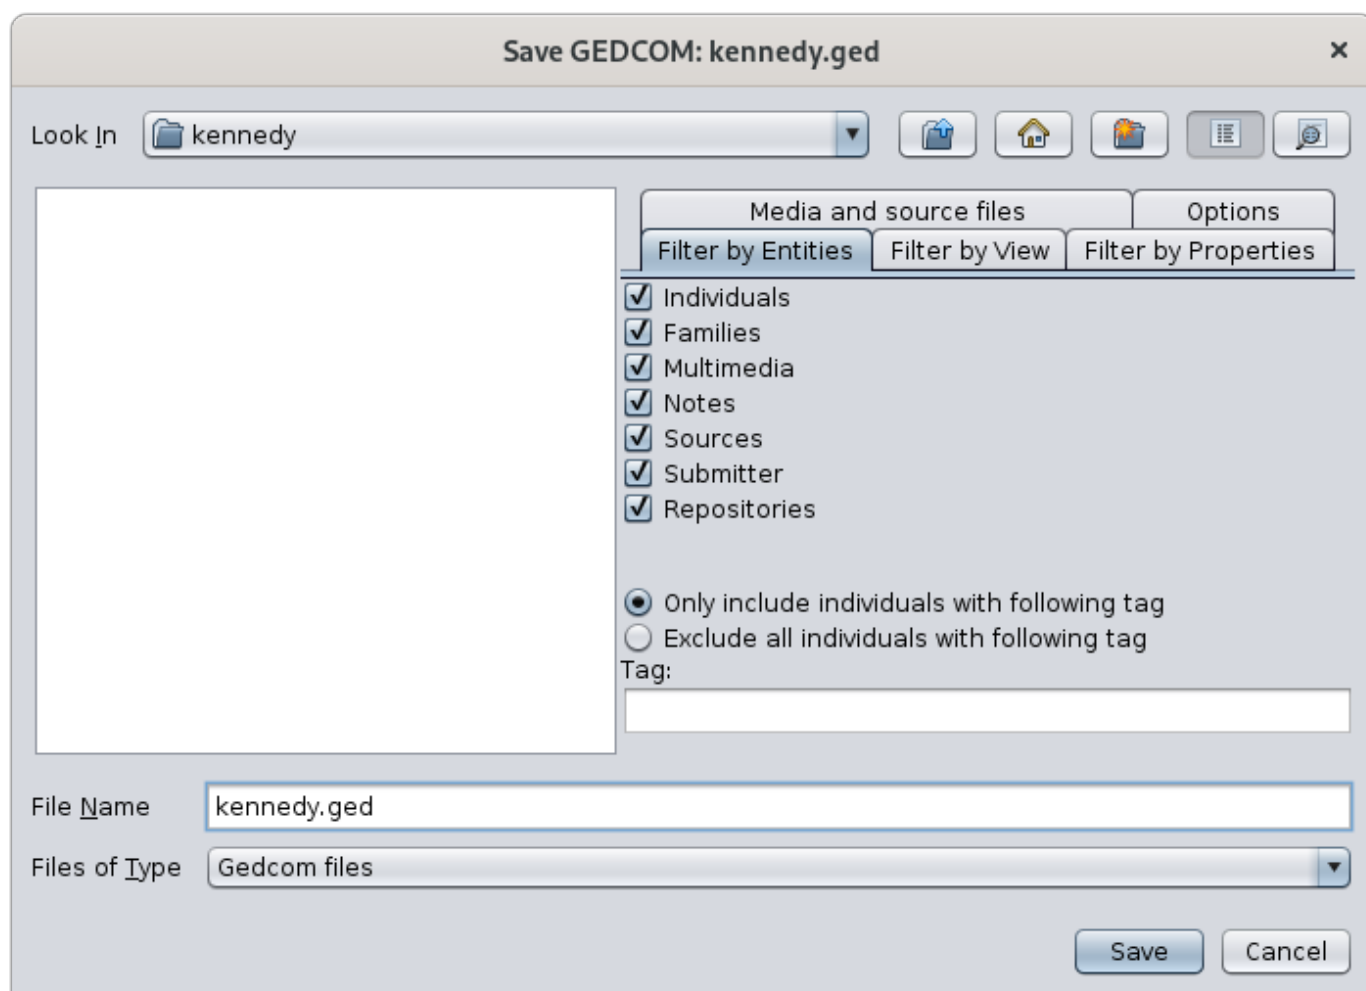 Save GEDCOM: kennedy.ged
Look In kennedy
Media and source files Options
Filter by Entities Filter by View Filter by Properties
Individuals
Families
Multimedia
Notes
Sources
Submitter
Repositories
Only include individuals with following tag
Exclude all individuals with following tag
Tag:
File Name kennedy.ged
Files of Type Gedcom files
Save Cancel